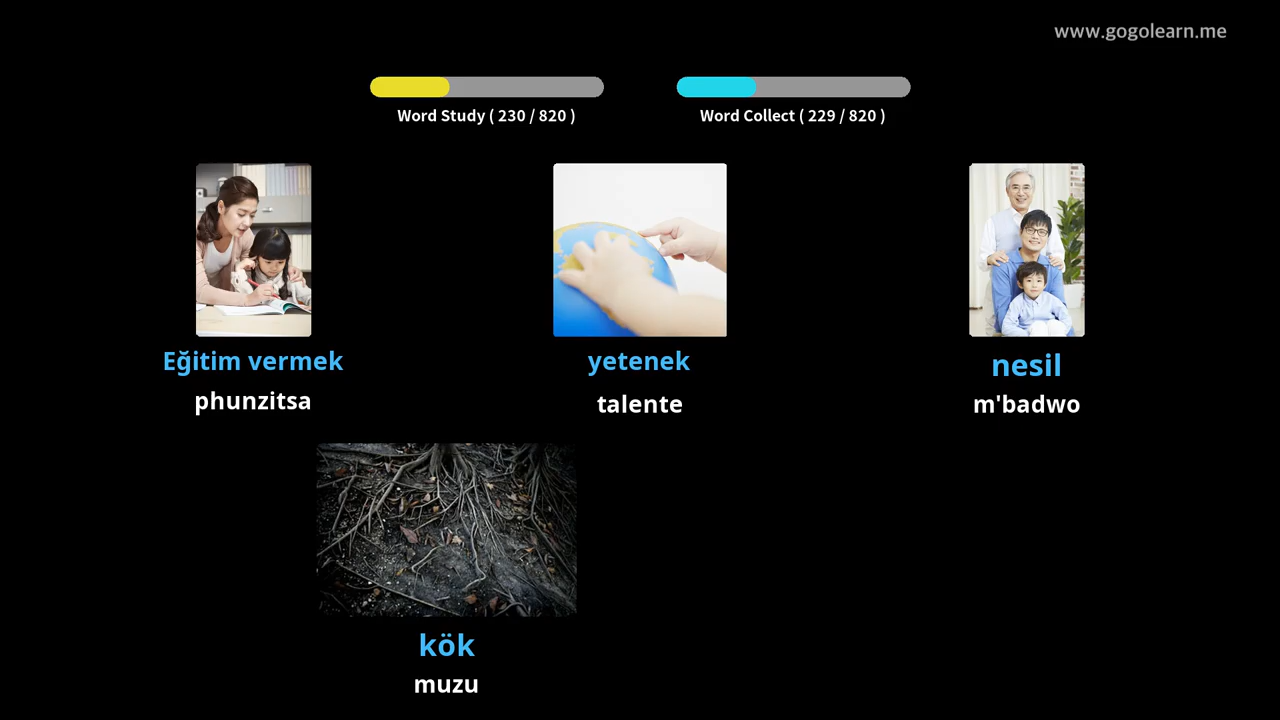 www.gogolearn.me
Word Study ( 230 / 820 )
Word Collect ( 229 / 820 )
Eğitim vermek
phunzitsa
yetenek
talente
nesil
m'badwo
kök
muzu